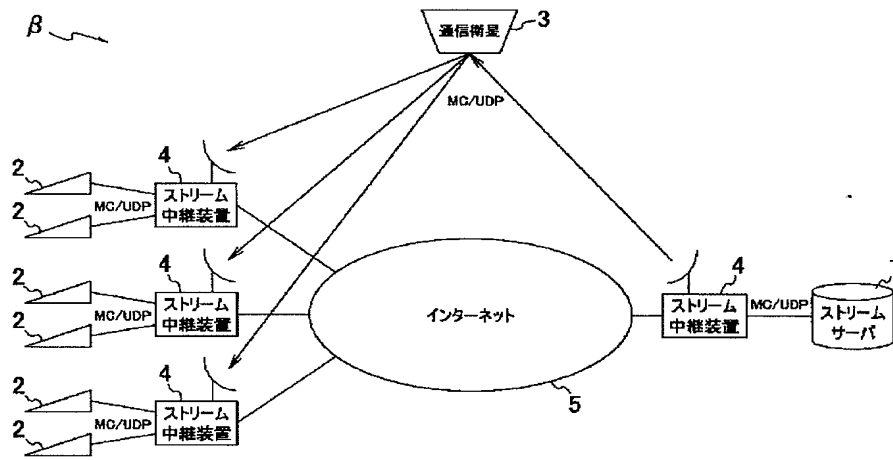 β
通信衛星
3
MC/UDP
2
4
ストリーム
中継装置
MC/UDP
2
2
4
ストリーム
中継装置
MC/UDP
2
インターネット
5
4
ストリーム
中継装置
MC/UDP
ストリーム
サーバ
2
4
ストリーム
中継装置
MC/UDP
2